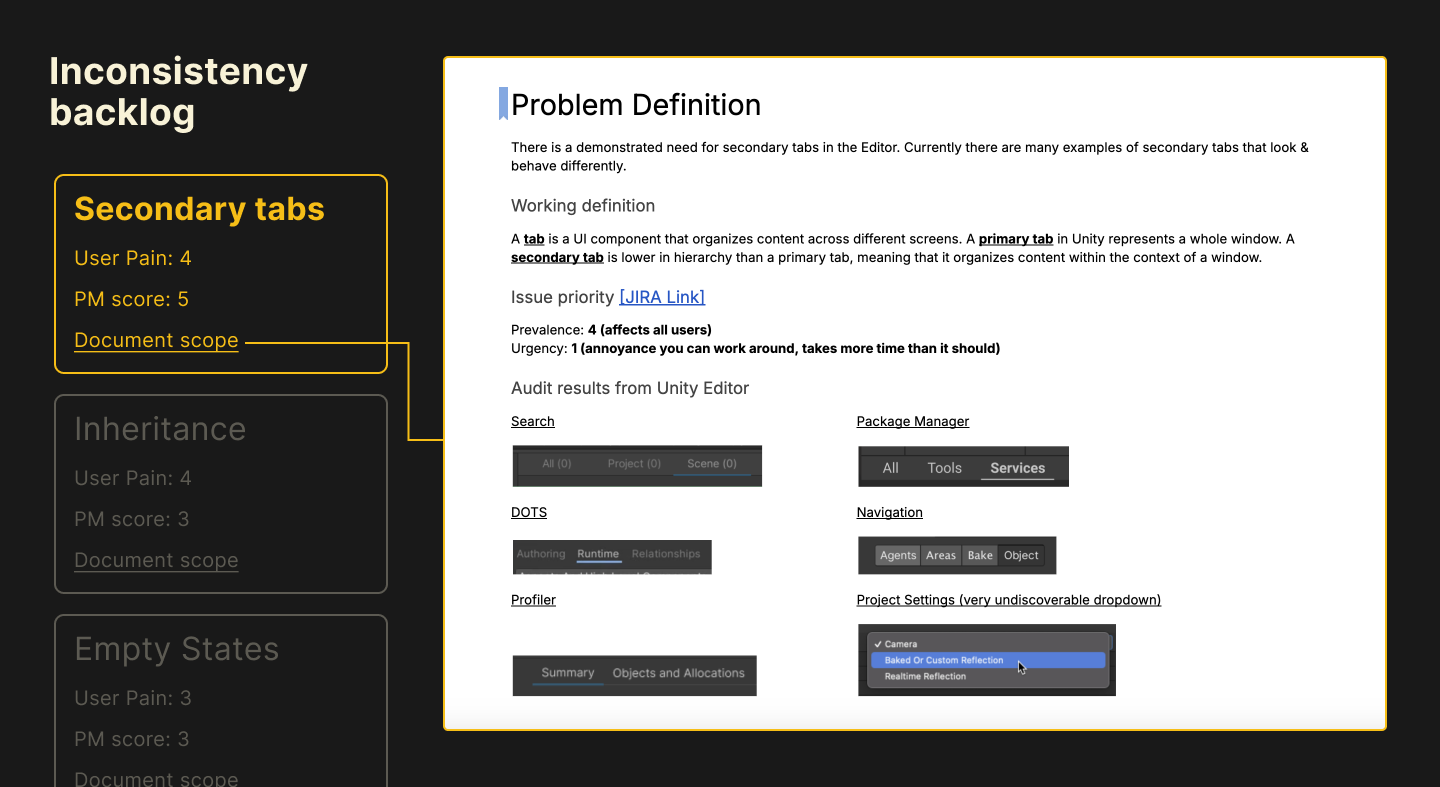 Inconsistency
backlog
Secondary tabs
User Pain: 4
PM score: 5
Document scope
Inheritance
User Pain: 4
PM score: 3
Document scope
Empty States
User Pain: 3
PM score: 3
Document scope
Problem Definition
There is a demonstrated need for secondary tabs in the Editor. Currently there are many examples of secondary tabs that look &
behave differently.
Working definition
A tab is a UI component that organizes content across different screens. A primary tab in Unity represents a whole window. A
secondary tab is lower in hierarchy than a primary tab, meaning that it organizes content within the context of a window.
Issue priority [JIRA Link]
Prevalence: 4 (affects all users)
Urgency: 1 (annoyance you can work around, takes more time than it should)
Audit results from Unity Editor
Search
All (0) Project (0) Scene (0)
Package Manager
All Tools Services
DOTS
Authoring Runtime Relationships
Navigation
Agents Areas Bake Object
Profiler
Summary Objects and Allocations
Project Settings (very undiscoverable dropdown)
✓ Camera
Baked Or Custom Reflection
Realtime Reflection